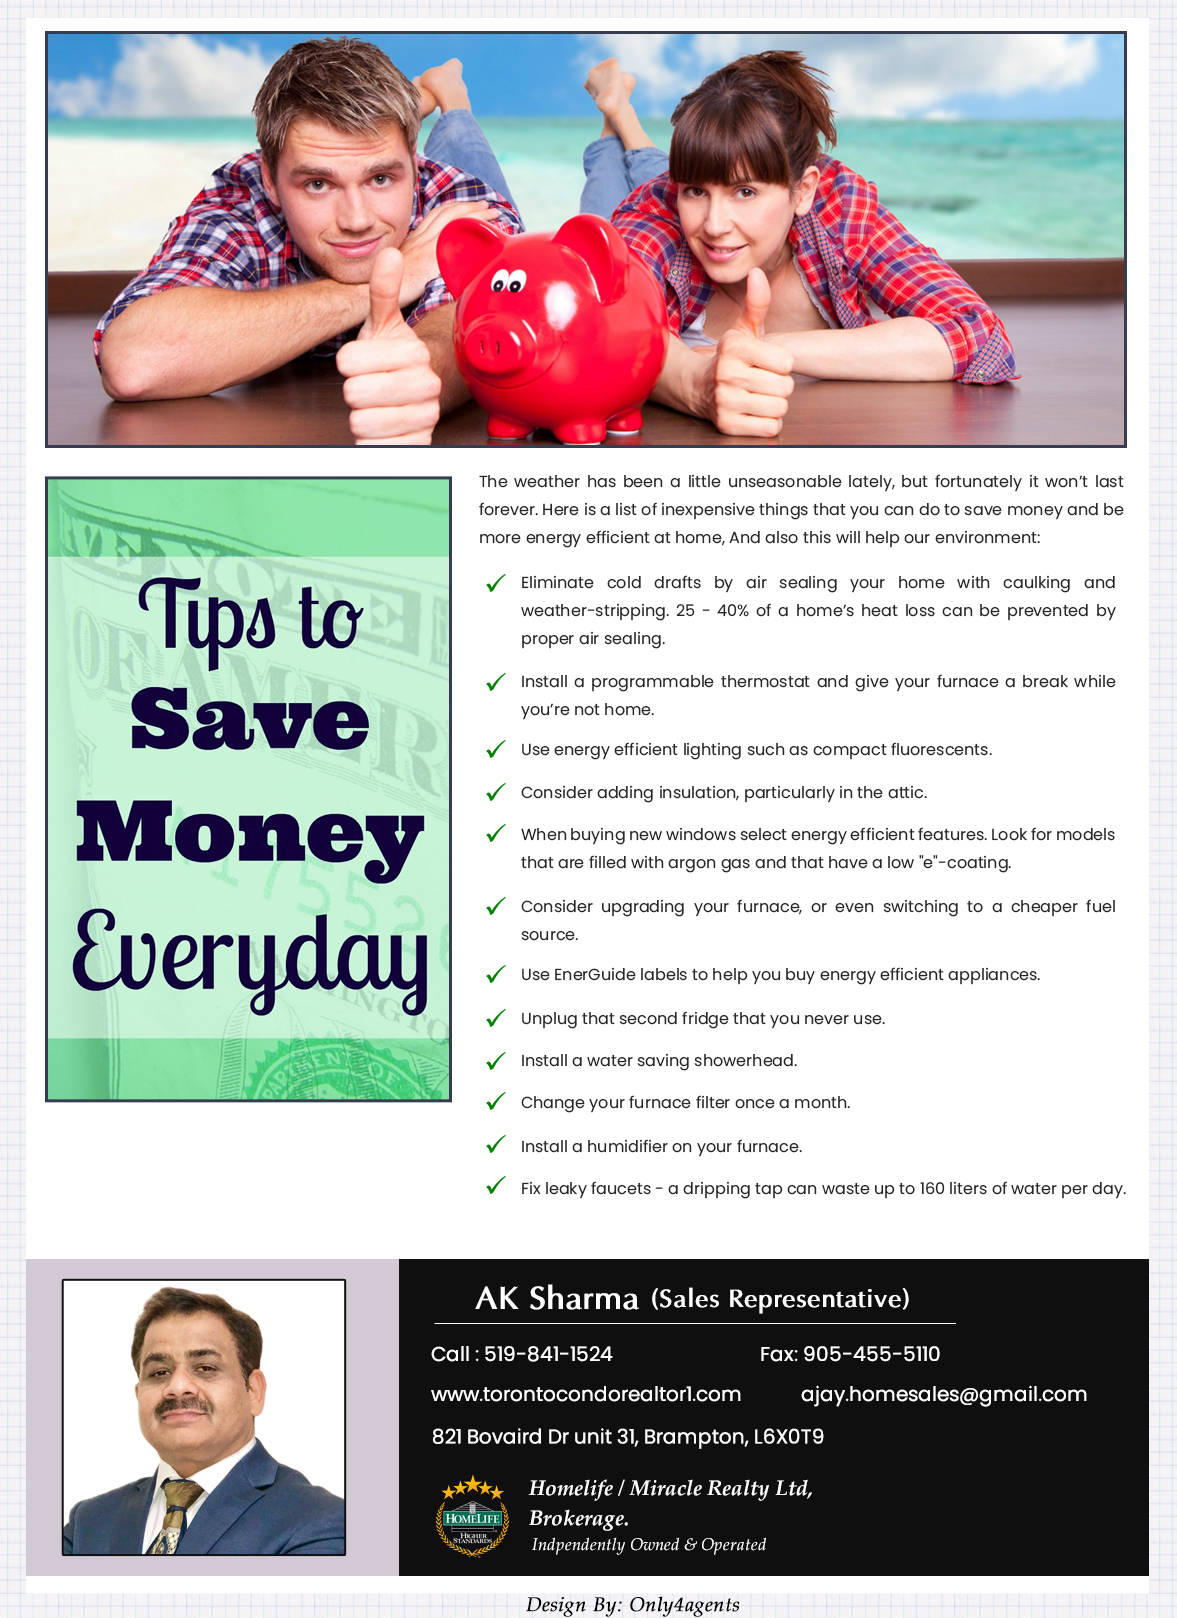 The weather has been a little unseasonable lately, but fortunately it won't last
forever. Here is a list of inexpensive things that you can do to save money and be
more energy efficient at home, And also this will help our environment:
Tips to
Save
Money
Everyday
Eliminate cold drafts by air sealing your home with caulking and
weather-stripping. 25 - 40% of a home's heat loss can be prevented by
proper air sealing.
Install a programmable thermostat and give your furnace a break while
you're not home.
Use energy efficient lighting such as compact fluorescents.
Consider adding insulation, particularly in the attic.
When buying new windows select energy efficient features. Look for models
that are filled with argon gas and that have a low "e"-coating.
Consider upgrading your furnace, or even switching to a cheaper fuel
source.
Use EnerGuide labels to help you buy energy efficient appliances.
Unplug that second fridge that you never use.
Install a water saving showerhead.
Change your furnace filter once a month.
Install a humidifier on your furnace.
Fix leaky faucets - a dripping tap can waste up to 160 liters of water per day.
AK Sharma (Sales Representative)
Call : 519-841-1524 Fax: 905-455-5110
www.torontocondorealtor1.com ajay.homesales@gmail.com
821 Bovaird Dr unit 31, Brampton, L6X0T9
HOMELIFE
HIGHER
STANDARDS
Homelife / Miracle Realty Ltd,
Brokerage.
Indpendently Owned & Operated
Design By: Only4agents